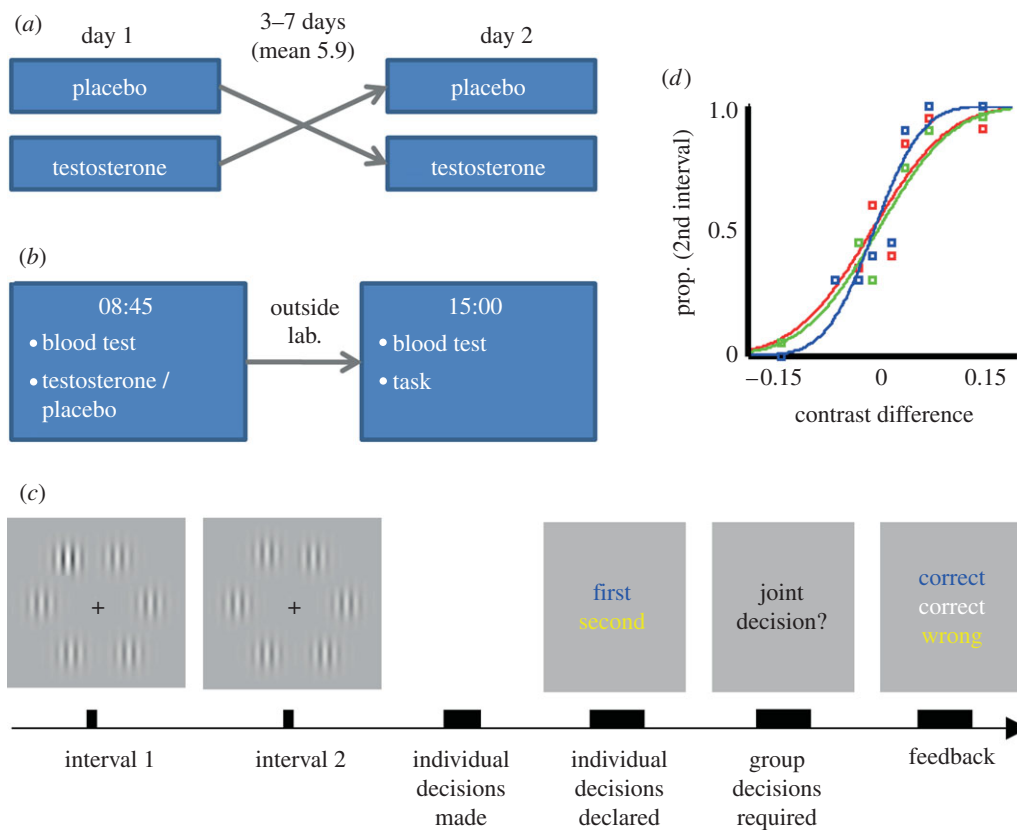 (a)
day 1
3–7 days
(mean 5.9)
day 2
placebo
placebo
testosterone
testosterone
(b)
08:45
• blood test
• testosterone /
placebo
outside
lab.
15:00
• blood test
• task
(d)
prop. (2nd interval)
1.0
0.5
0
−0.15
0
0.15
contrast difference
(c)
+
+
first
second
joint
decision?
correct
correct
wrong
interval 1
interval 2
individual
decisions
made
individual
decisions
declared
group
decisions
required
feedback